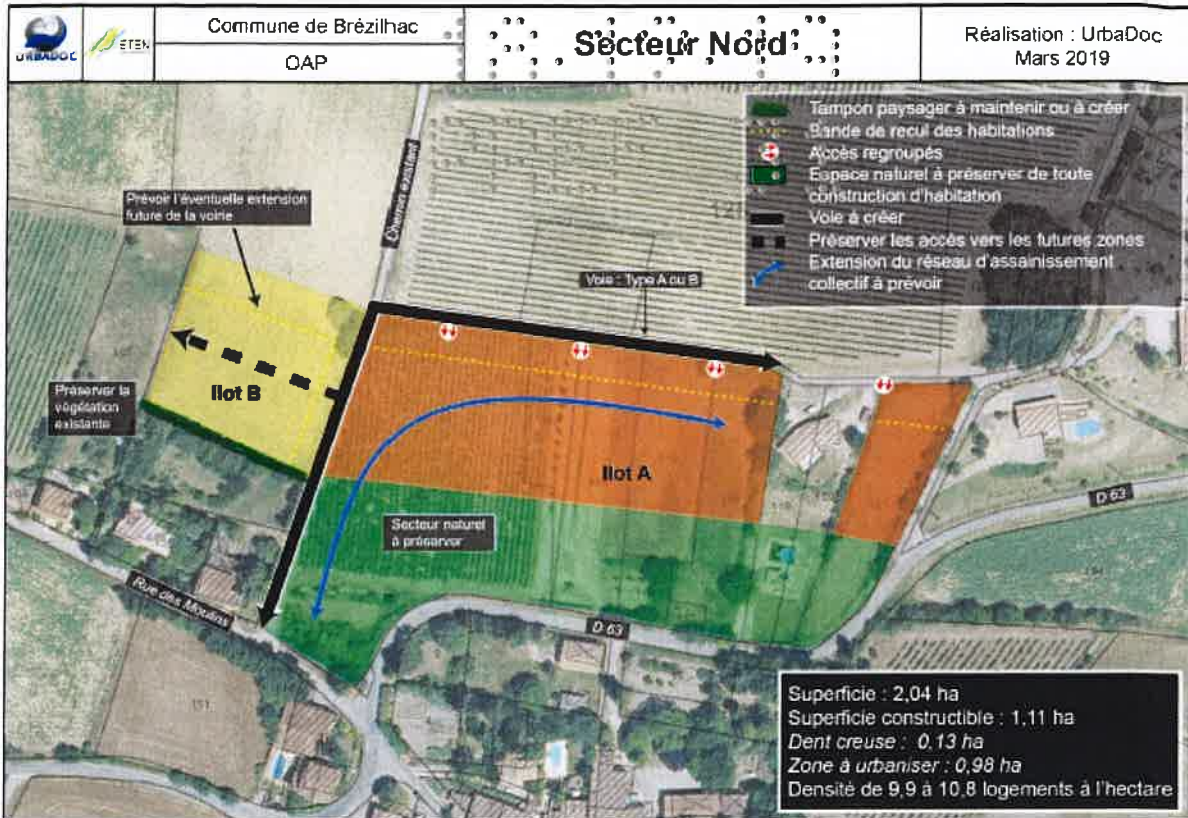 URBADOC
ETEN
Commune de Brézilhac
OAP
Secteur Nord
Réalisation : UrbaDoc
Mars 2019
Tampon paysager à maintenir ou à créer
Bande de recul des habitations
Accès regroupés
Espace naturel à préserver de toute
construction d'habitation
Voie à créer
Préserver les accès vers les futures zones
Extension du réseau d'assainissement
collectif à prévoir
Chemin existant
Prévoir l'éventuelle extension
future de la voirie
Voie : Type A ou B
Ilot B
Préserver la
végétation
existante
Ilot A
Secteur naturel
à préserver
D 63
Rue des Moulins
D 63
151
Superficie : 2,04 ha
Superficie constructible : 1,11 ha
Dent creuse : 0,13 ha
Zone à urbaniser : 0,98 ha
Densité de 9,9 à 10,8 logements à l'hectare